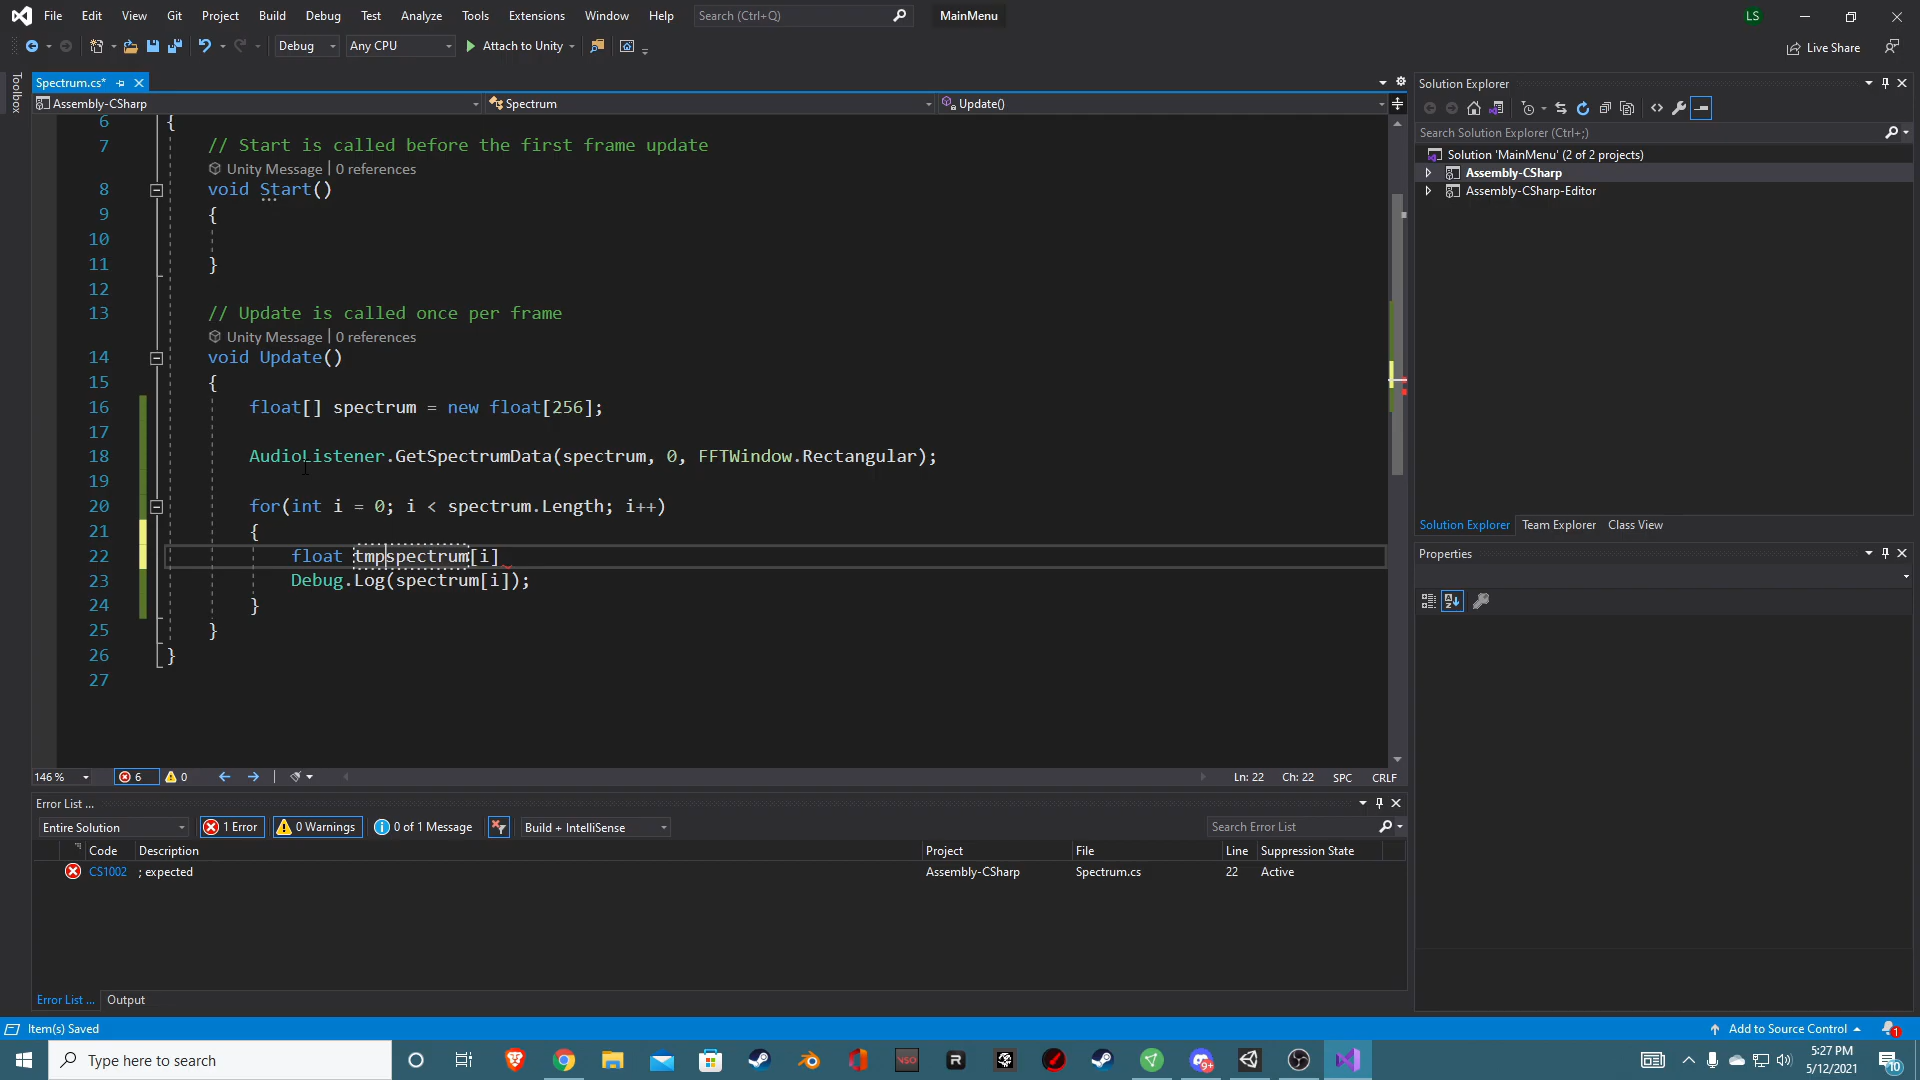 File Edit View Git Project Build Debug Test Analyze Tools Extensions Window Help Search (Ctrl+Q) MainMenu LS
Debug Any CPU Attach to Unity Live Share
Toolbox
Spectrum.cs*
Assembly-CSharp Spectrum Update()
6 {
7 // Start is called before the first frame update
Unity Message | 0 references
8 void Start()
9 {
10
11 }
12
13 // Update is called once per frame
Unity Message | 0 references
14 void Update()
15 {
16 float[] spectrum = new float[256];
17
18 AudioListener.GetSpectrumData(spectrum, 0, FFTWindow.Rectangular);
19
20 for(int i = 0; i < spectrum.Length; i++)
21 {
22 float tmpspectrum[i]
23 Debug.Log(spectrum[i]);
24 }
25 }
26 }
27
146 % 6 0 Ln: 22 Ch: 22 SPC CRLF
Error List ...
Entire Solution 1 Error 0 Warnings 0 of 1 Message Build + IntelliSense Search Error List
Code Description Project File Line Suppression State
CS1002 ; expected Assembly-CSharp Spectrum.cs 22 Active
Error List ... Output
Solution Explorer
Search Solution Explorer (Ctrl+;)
Solution 'MainMenu' (2 of 2 projects)
Assembly-CSharp
Assembly-CSharp-Editor
Solution Explorer Team Explorer Class View
Properties
Item(s) Saved Add to Source Control 1
Type here to search VSO R 9+ 5:27 PM
5/12/2021 10